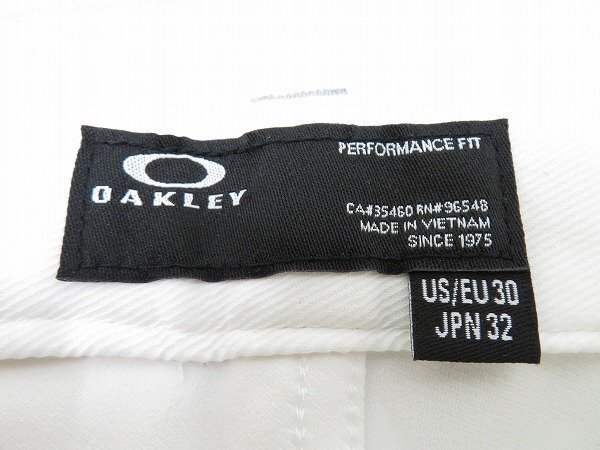 OAKLEY
PERFORMANCE FIT
CA#35460 RN#96548
MADE IN VIETNAM
SINCE 1975
US/EU 30
JPN 32